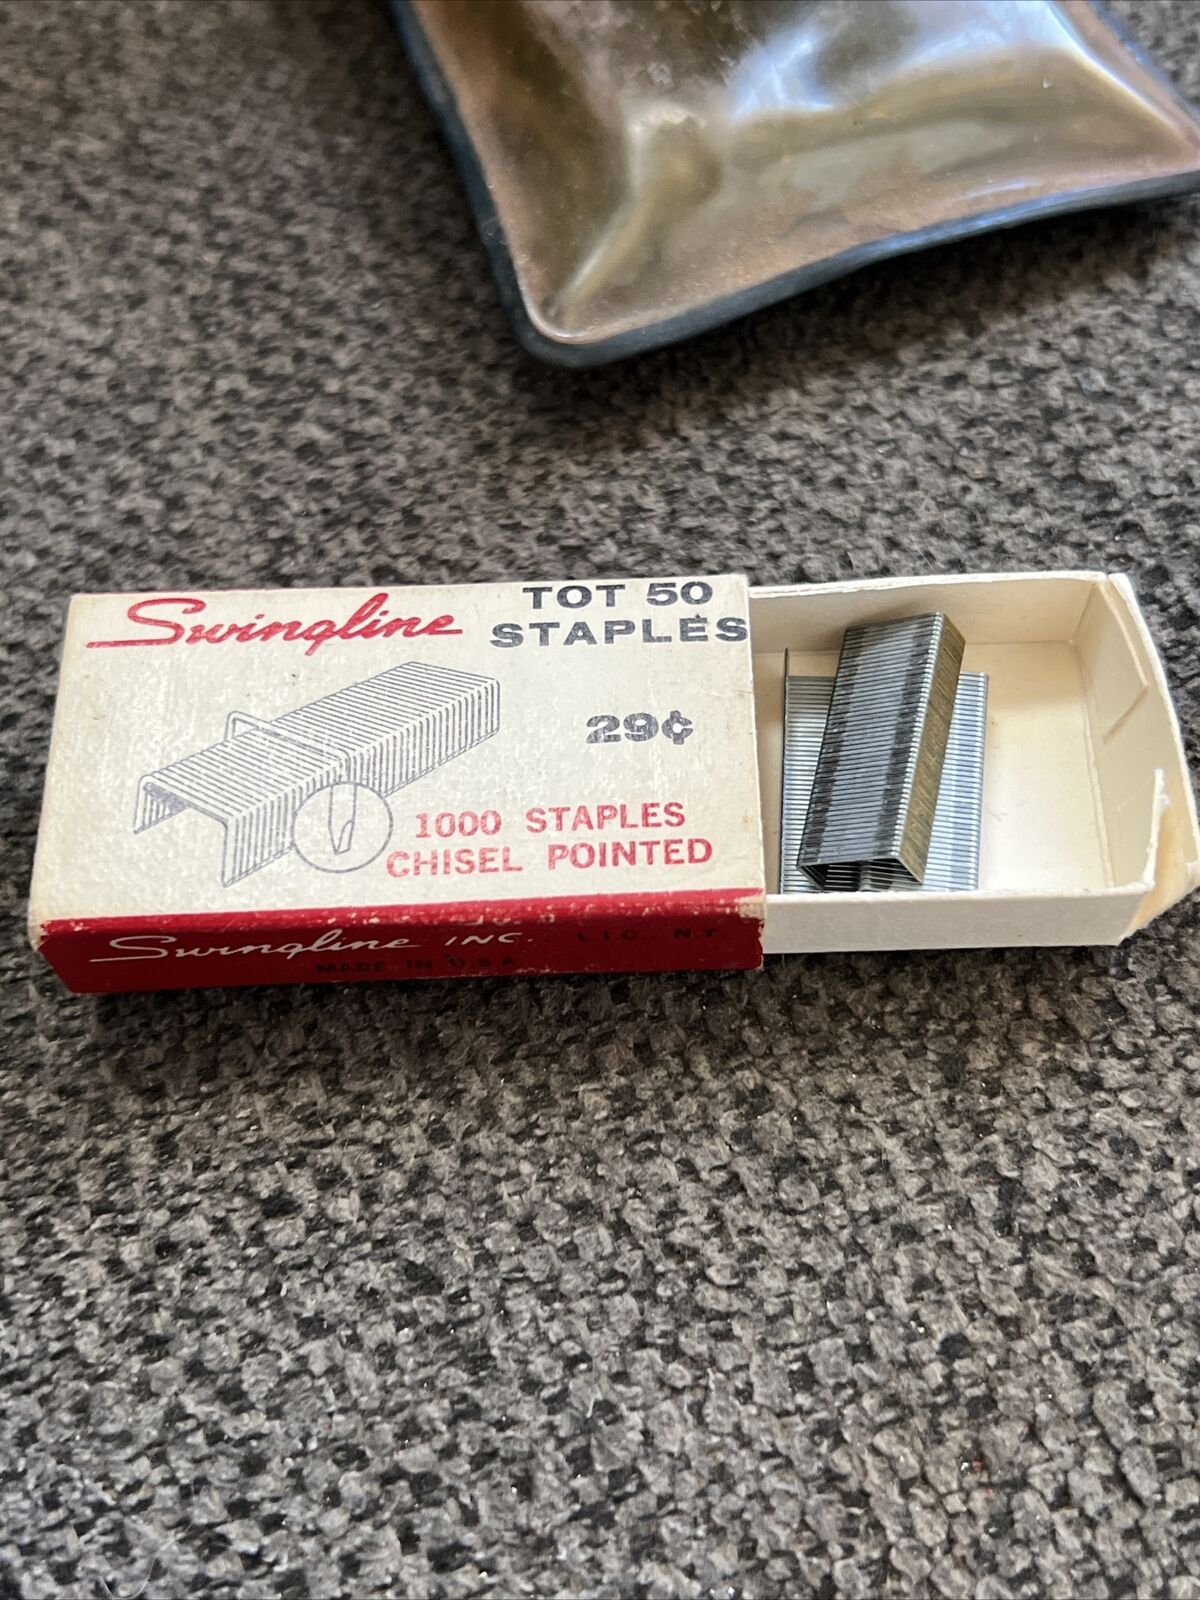 Swingline
TOT 50
STAPLES
29¢
1000 STAPLES
CHISEL POINTED
Swingline INC. L.I.C., N.Y.
MADE IN U.S.A.